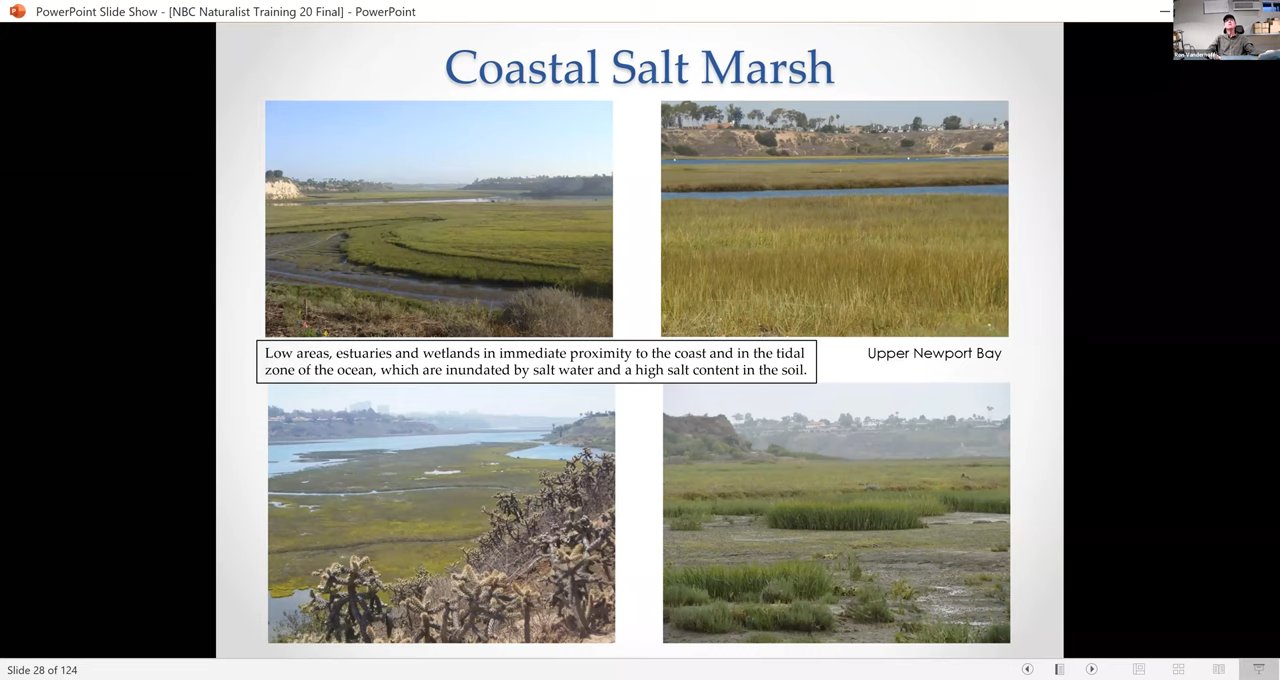 PowerPoint Slide Show - [NBC Naturalist Training 20 Final] - PowerPoint
Ron Vanderhoff
Coastal Salt Marsh
Low areas, estuaries and wetlands in immediate proximity to the coast and in the tidal
zone of the ocean, which are inundated by salt water and a high salt content in the soil.
Upper Newport Bay
Slide 28 of 124